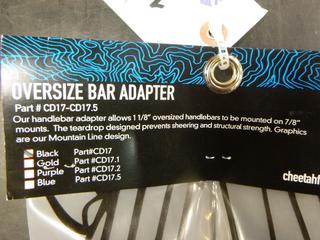 OVERSIZE BAR ADAPTER
Part # CD17-CD17.5
Our handlebar adapter allows 1 1/8" oversized handlebars to be mounted on 7/8"
mounts. The teardrop designed prevents sheering and structural strength. Graphics
are our Mountain Line design.
Black Part#CD17
Gold Part #CD17.1
Purple Part #CD17.2
Blue Part #CD17.5
cheetahf